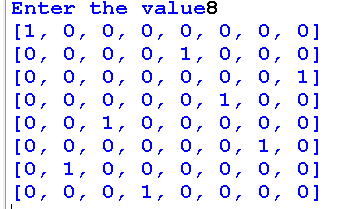 Enter the value8
[1, 0, 0, 0, 0, 0, 0, 0]
[0, 0, 0, 0, 1, 0, 0, 0]
[0, 0, 0, 0, 0, 0, 0, 1]
[0, 0, 0, 0, 0, 1, 0, 0]
[0, 0, 1, 0, 0, 0, 0, 0]
[0, 0, 0, 0, 0, 0, 1, 0]
[0, 1, 0, 0, 0, 0, 0, 0]
[0, 0, 0, 1, 0, 0, 0, 0]